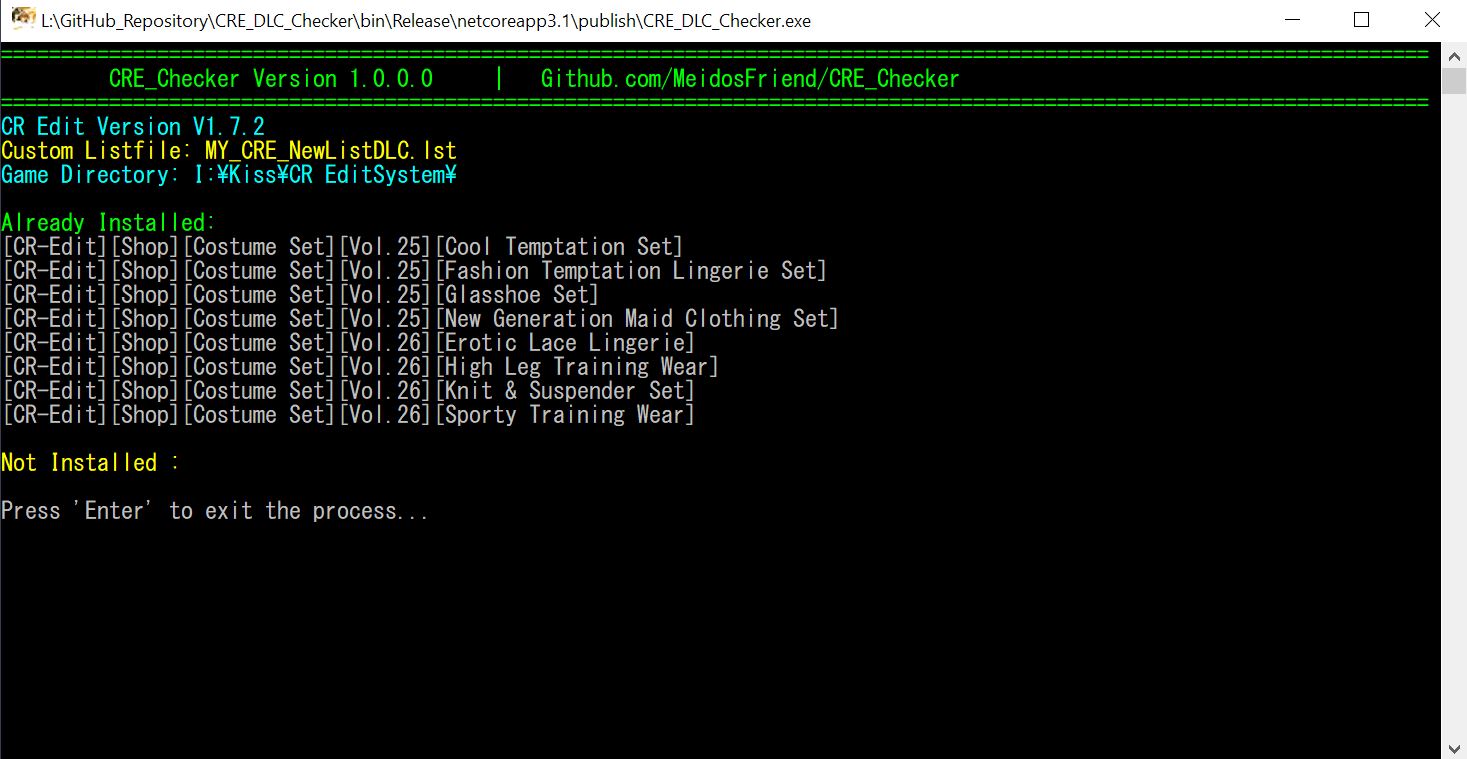 L:\GitHub_Repository\CRE_DLC_Checker\bin\Release\netcoreapp3.1\publish\CRE_DLC_Checker.exe
=======================================================================================================================
CRE_Checker Version 1.0.0.0 | Github.com/MeidosFriend/CRE_Checker
=======================================================================================================================
CR Edit Version V1.7.2
Custom Listfile: MY_CRE_NewListDLC.lst
Game Directory: I:¥Kiss¥CR EditSystem¥
Already Installed:
[CR-Edit][Shop][Costume Set][Vol.25][Cool Temptation Set]
[CR-Edit][Shop][Costume Set][Vol.25][Fashion Temptation Lingerie Set]
[CR-Edit][Shop][Costume Set][Vol.25][Glasshoe Set]
[CR-Edit][Shop][Costume Set][Vol.25][New Generation Maid Clothing Set]
[CR-Edit][Shop][Costume Set][Vol.26][Erotic Lace Lingerie]
[CR-Edit][Shop][Costume Set][Vol.26][High Leg Training Wear]
[CR-Edit][Shop][Costume Set][Vol.26][Knit & Suspender Set]
[CR-Edit][Shop][Costume Set][Vol.26][Sporty Training Wear]
Not Installed :
Press 'Enter' to exit the process...